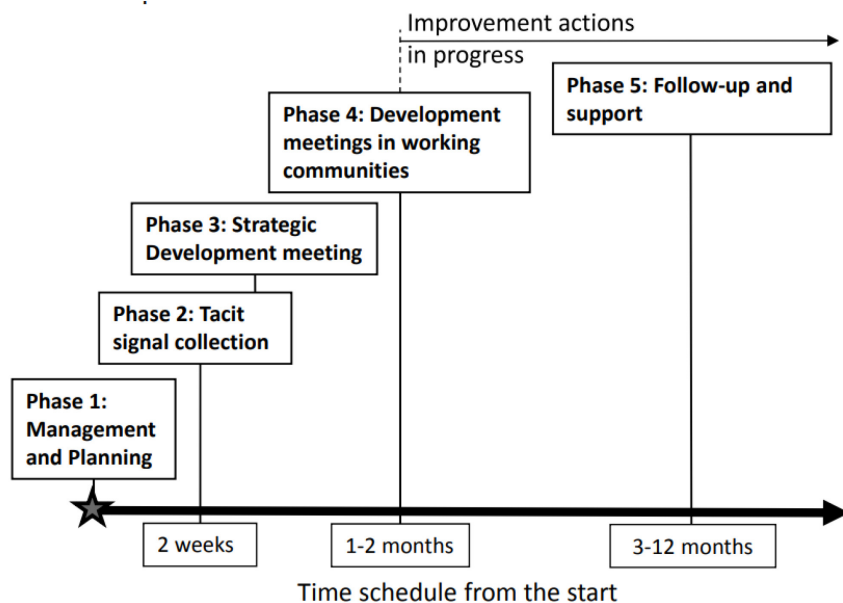 Improvement actions
in progress
Phase 5: Follow-up and
support
Phase 4: Development
meetings in working
communities
Phase 3: Strategic
Development meeting
Phase 2: Tacit
signal collection
Phase 1:
Management
and Planning
2 weeks
1-2 months
3-12 months
Time schedule from the start